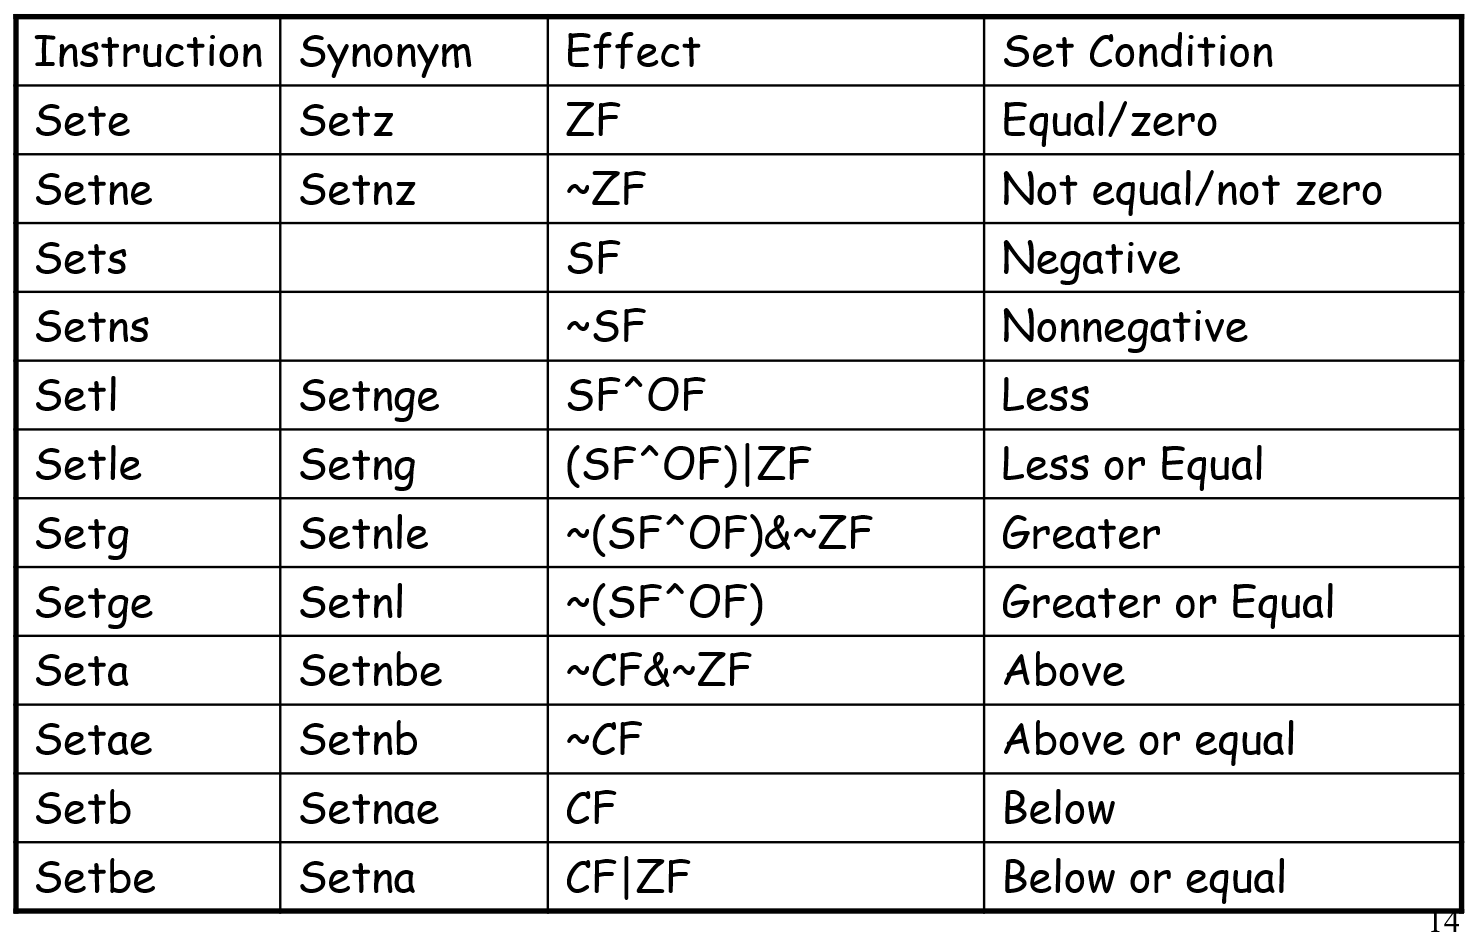 Instruction Synonym Effect Set Condition
Sete Setz ZF Equal/zero
Setne Setnz ~ZF Not equal/not zero
Sets SF Negative
Setns ~SF Nonnegative
Setl Setnge SF^OF Less
Setle Setng (SF^OF)|ZF Less or Equal
Setg Setnle ~(SF^OF)&~ZF Greater
Setge Setnl ~(SF^OF) Greater or Equal
Seta Setnbe ~CF&~ZF Above
Setae Setnb ~CF Above or equal
Setb Setnae CF Below
Setbe Setna CF|ZF Below or equal
14